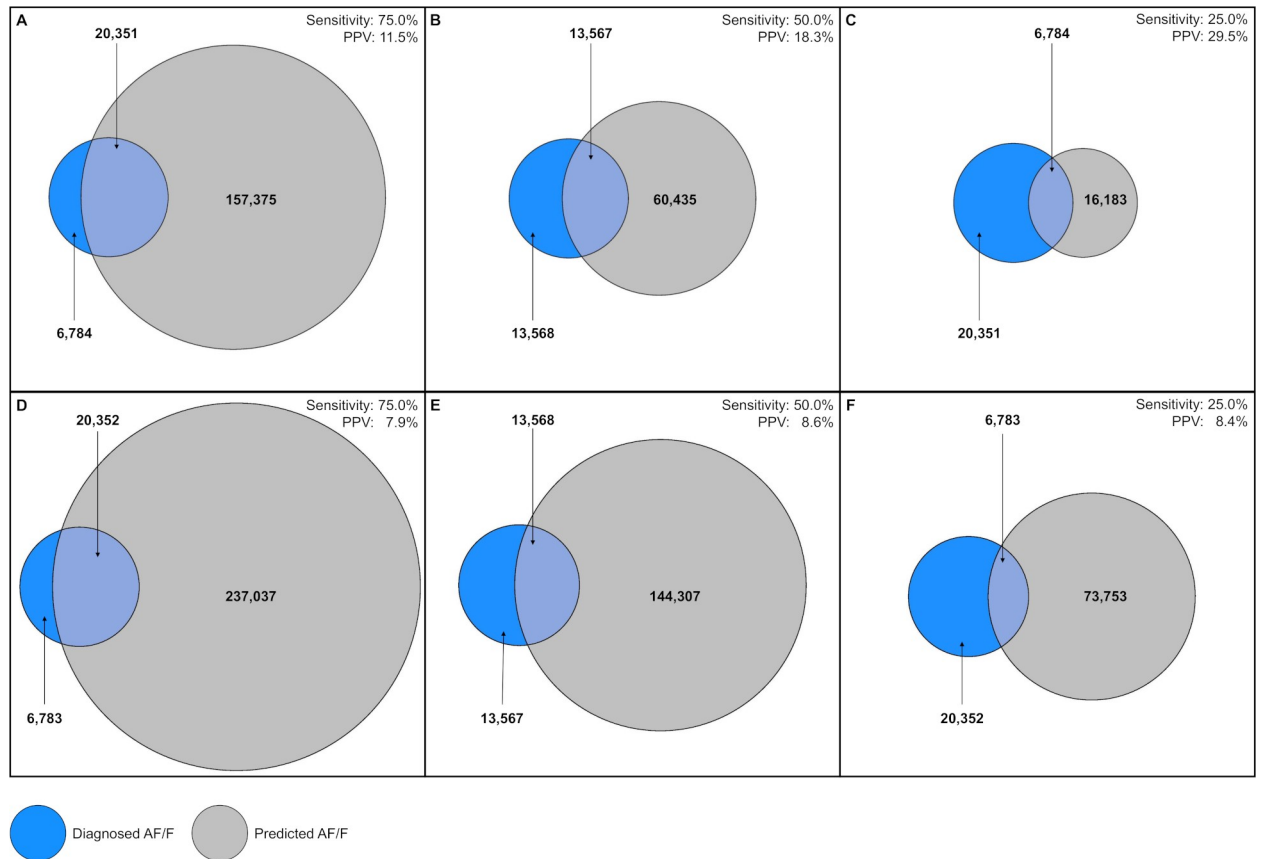 A
Sensitivity: 75.0%
PPV: 11.5%
20,351
157,375
6,784
B
Sensitivity: 50.0%
PPV: 18.3%
13,567
60,435
13,568
C
Sensitivity: 25.0%
PPV: 29.5%
6,784
16,183
20,351
D
Sensitivity: 75.0%
PPV: 7.9%
20,352
237,037
6,783
E
Sensitivity: 50.0%
PPV: 8.6%
13,568
144,307
13,567
F
Sensitivity: 25.0%
PPV: 8.4%
6,783
73,753
20,352
Diagnosed AF/F
Predicted AF/F